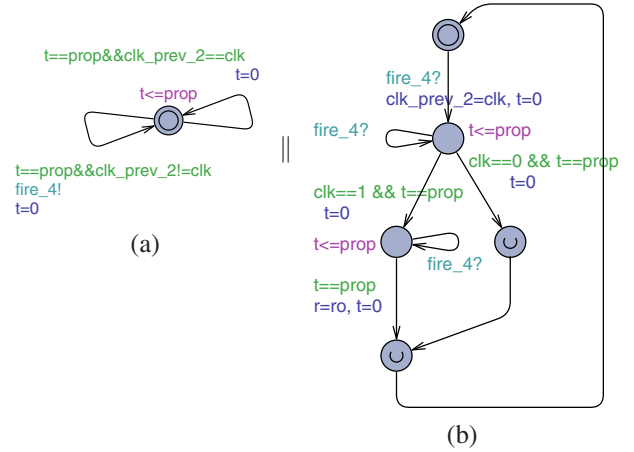 t==prop&&clk_prev_2==clk
t=0
t<=prop
t==prop&&clk_prev_2!=clk
fire_4!
t=0
(a)
||
fire_4?
clk_prev_2=clk, t=0
fire_4?
t<=prop
clk==0 && t==prop
t=0
clk==1 && t==prop
t=0
t<=prop
fire_4?
t==prop
r=ro, t=0
(b)